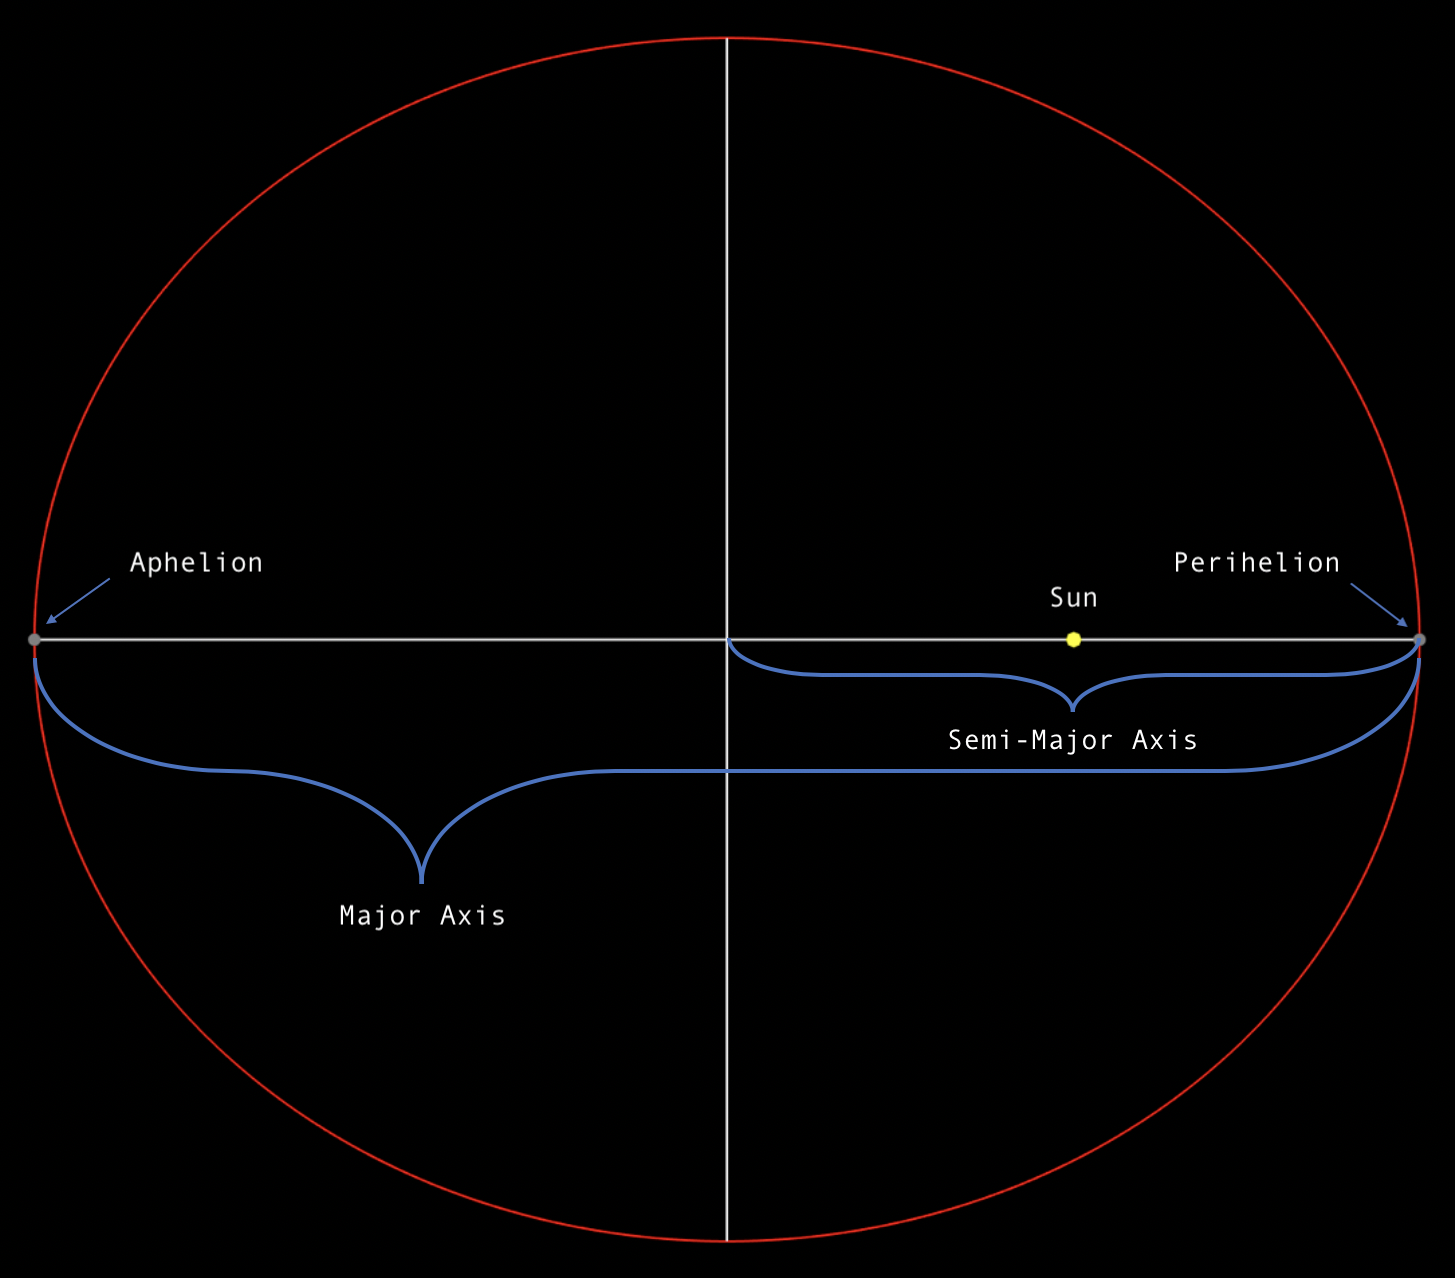 Aphelion
Perihelion
Sun
Semi-Major Axis
Major Axis